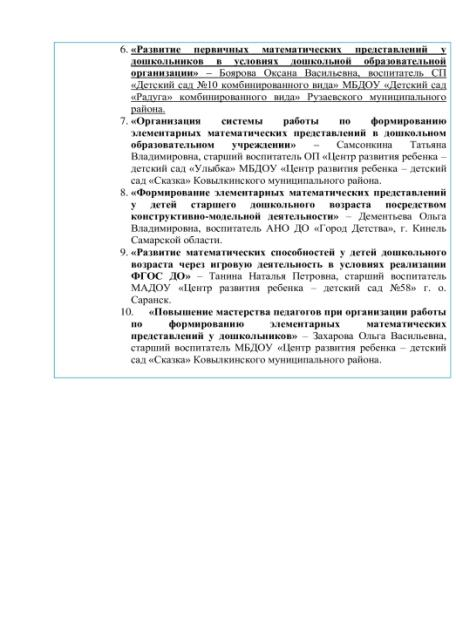 6. «Развитие первичных математических представлений у
дошкольников в условиях дошкольной образовательной
организации» – Боярова Оксана Васильевна, воспитатель СП
«Детский сад №10 комбинированного вида» МБДОУ «Детский сад
«Радуга» комбинированного вида» Рузаевского муниципального
района.
7. «Организация системы работы по формированию
элементарных математических представлений в дошкольном
образовательном учреждении» – Самсонкина Татьяна
Владимировна, старший воспитатель ОП «Центр развития ребенка –
детский сад «Улыбка» МБДОУ «Центр развития ребенка – детский
сад «Сказка» Ковылкинского муниципального района.
8. «Формирование элементарных математических представлений
у детей старшего дошкольного возраста посредством
конструктивно-модельной деятельности» – Дементьева Ольга
Владимировна, воспитатель АНО ДО «Город Детства», г. Кинель
Самарской области.
9. «Развитие математических способностей у детей дошкольного
возраста через игровую деятельность в условиях реализации
ФГОС ДО» – Танина Наталья Петровна, старший воспитатель
МАДОУ «Центр развития ребенка – детский сад №58» г. о.
Саранск.
10. «Повышение мастерства педагогов при организации работы
по формированию элементарных математических
представлений у дошкольников» – Захарова Ольга Васильевна,
старший воспитатель МБДОУ «Центр развития ребенка – детский
сад «Сказка» Ковылкинского муниципального района.